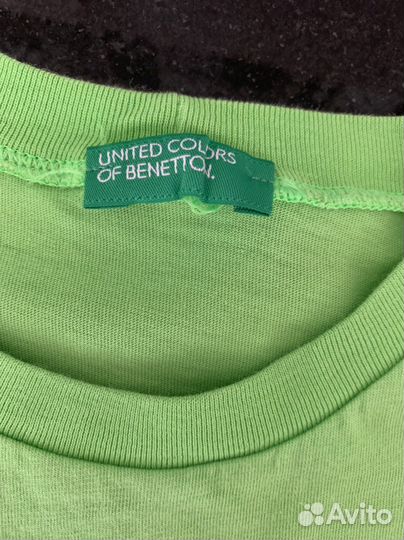 UNITED COLORS
OF BENETTON.
Avito